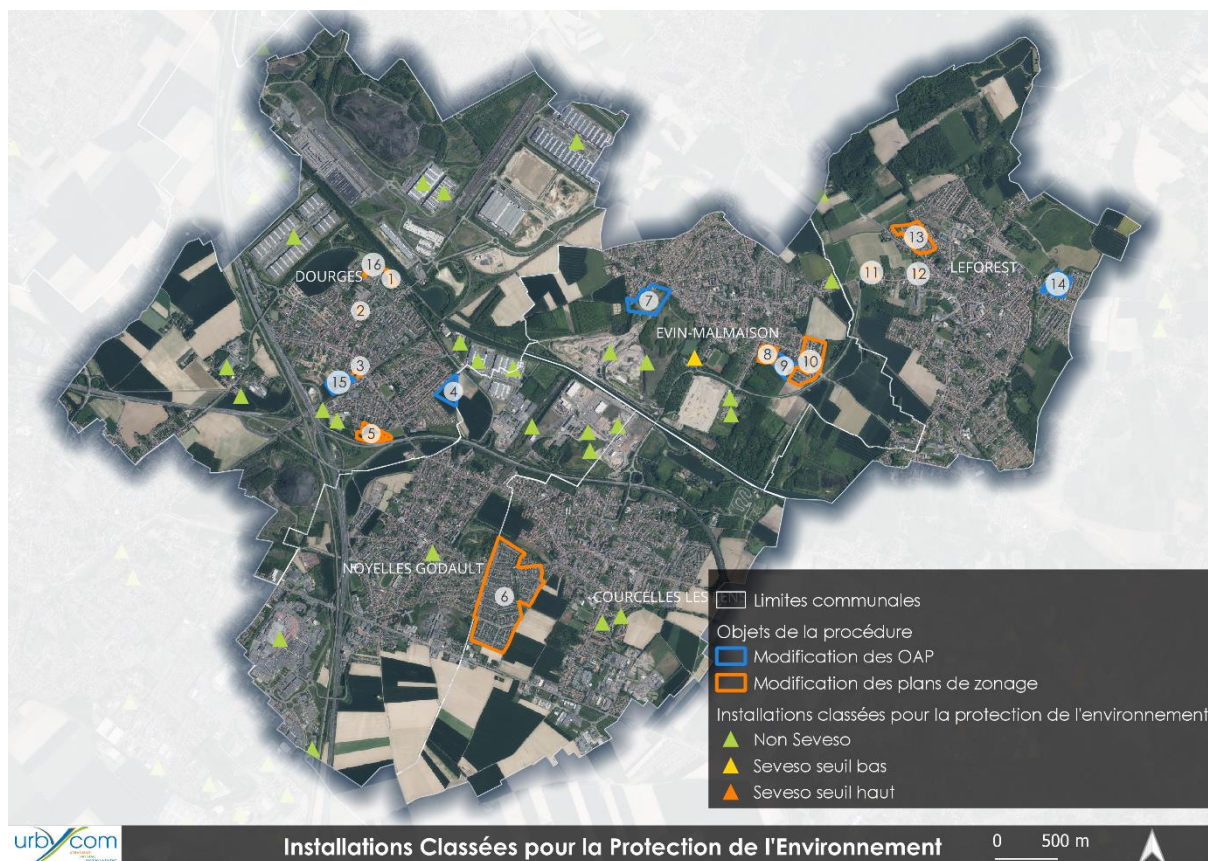 13
LEFOREST
16
DOURGES
1
11
12
14
7
2
EVIN-MALMAISON
8
9
10
3
15
4
5
NOYELLES GODAULT
6
COURCELLES LES LENS
Limites communales
Objets de la procédure
Modification des OAP
Modification des plans de zonage
Installations classées pour la protection de l'environnement
Non Seveso
Seveso seuil bas
Seveso seuil haut
urbycom
Installations Classées pour la Protection de l'Environnement
0 500 m